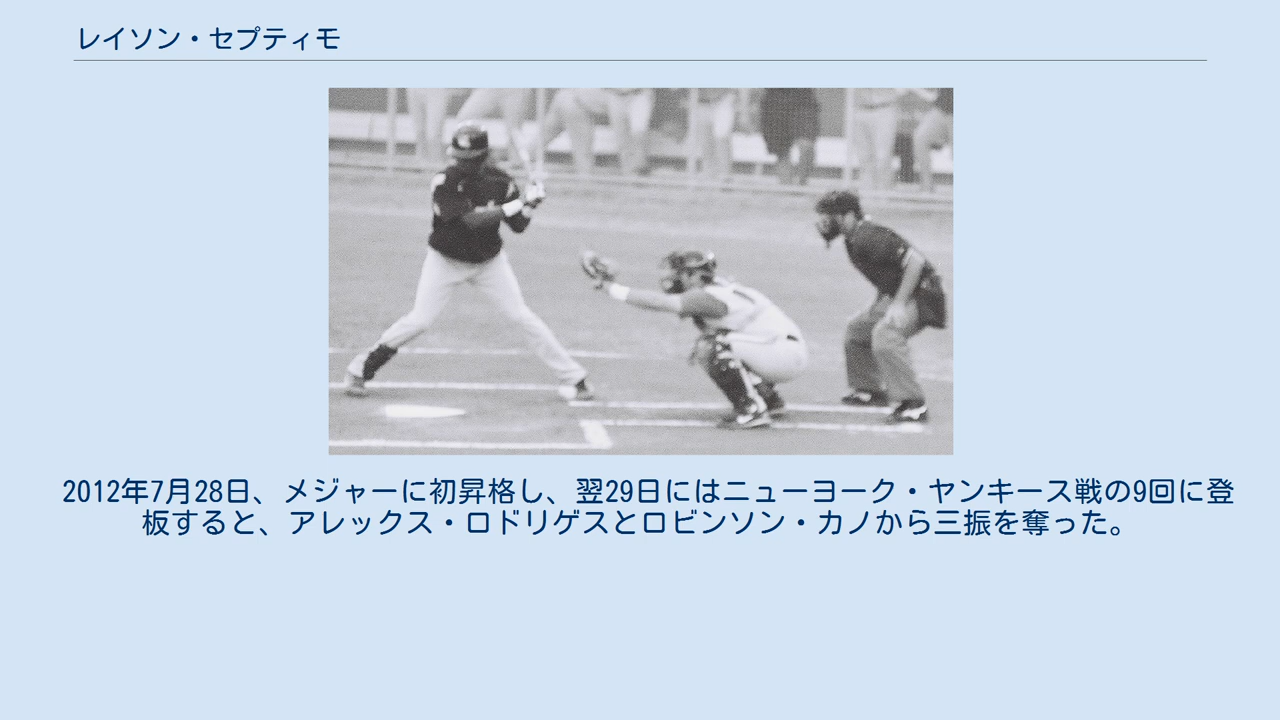 レイソン・セプティモ
2012年7月28日、メジャーに初昇格し、翌29日にはニューヨーク・ヤンキース戦の9回に登
板すると、アレックス・ロドリゲスとロビンソン・カノから三振を奪った。